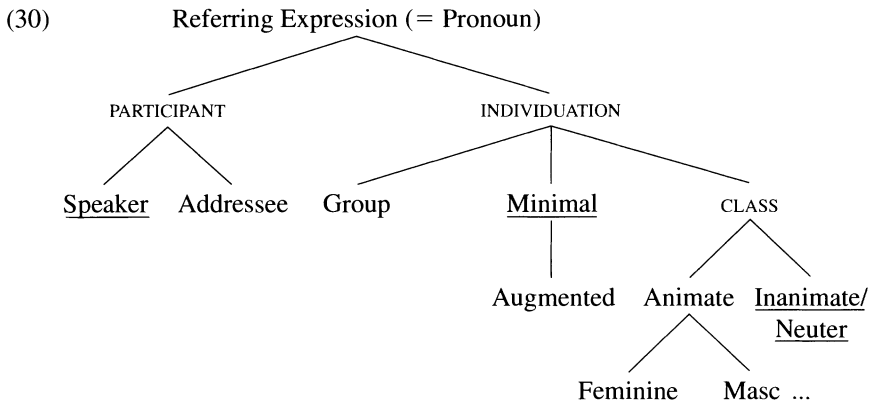 (30) Referring Expression (= Pronoun)
PARTICIPANT INDIVIDUATION
Speaker Addressee Group Minimal CLASS
Augmented Animate Inanimate/
Neuter
Feminine Masc ...